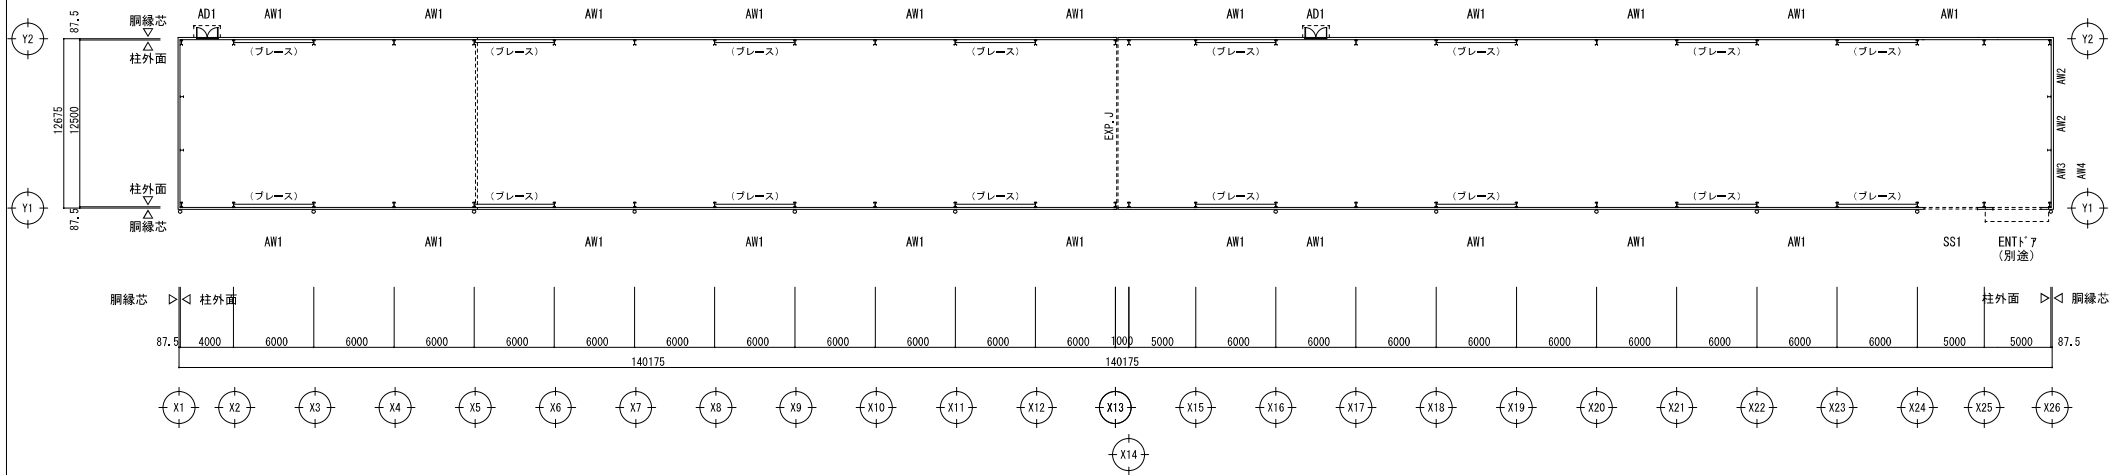 AD1 AW1 AW1 AW1 AW1 AW1 AW1 AW1 AD1 AW1 AW1 AW1 AW1
87.5 胴縁芯
Y2 Y2
柱外面 (ブレース) (ブレース) (ブレース) (ブレース) (ブレース) (ブレース) (ブレース) (ブレース)
AW2
12675 12500 EXP.J AW2
AW3 AW4
柱外面 (ブレース) (ブレース) (ブレース) (ブレース) (ブレース) (ブレース) (ブレース) (ブレース)
Y1 Y1
87.5 胴縁芯
AW1 AW1 AW1 AW1 AW1 AW1 AW1 AW1 AW1 AW1 AW1 SS1 ENTドア
(別途)
胴縁芯 柱外面 柱外面 胴縁芯
87.5 4000 6000 6000 6000 6000 6000 6000 6000 6000 6000 6000 6000 1000 5000 6000 6000 6000 6000 6000 6000 6000 6000 6000 5000 5000 87.5
140175 140175
X1 X2 X3 X4 X5 X6 X7 X8 X9 X10 X11 X12 X13 X15 X16 X17 X18 X19 X20 X21 X22 X23 X24 X25 X26
X14